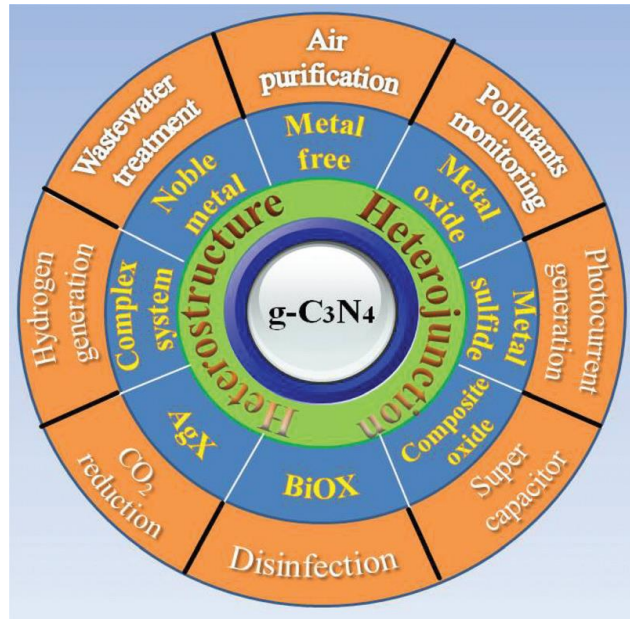 Air
purification
Pollutants
monitoring
Photocurrent
generation
Super
capacitor
Disinfection
CO₂
reduction
Hydrogen
generation
Wastewater
treatment
Metal
free
Metal
oxide
Metal
sulfide
Composite
oxide
BiOX
AgX
Complex
system
Noble
metal
Heterostructure
Heterojunction
g-C₃N₄